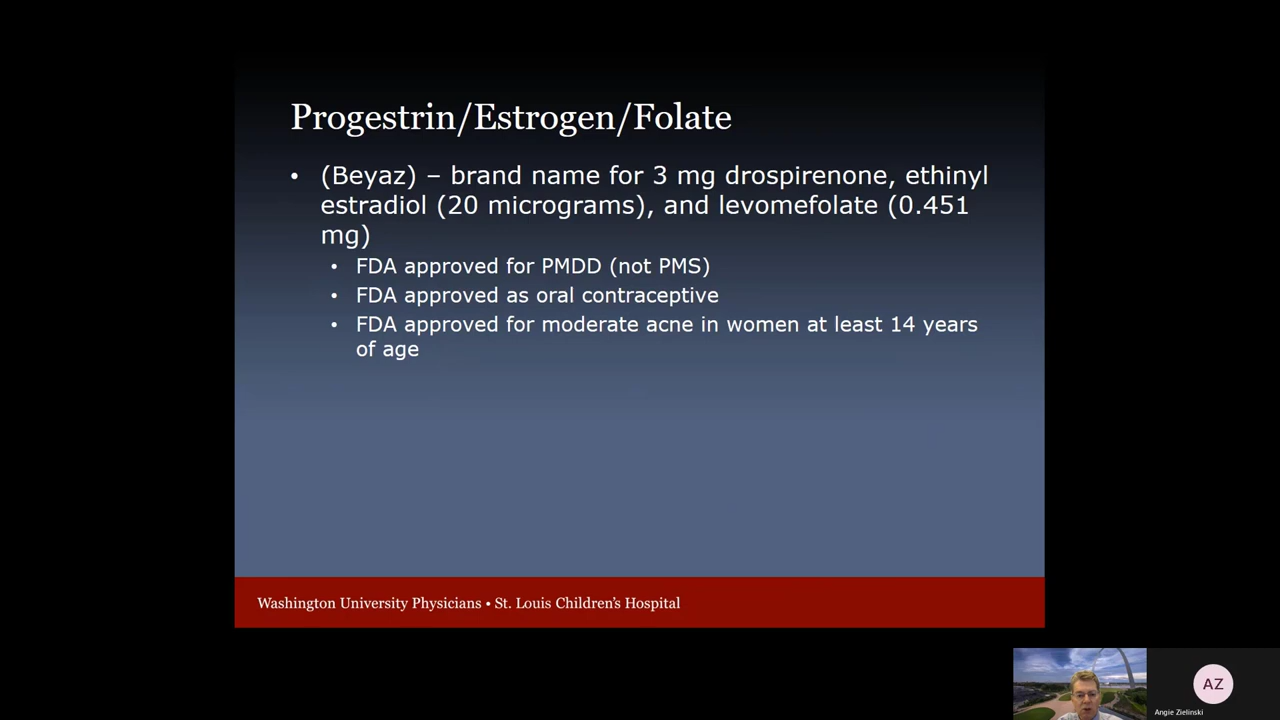 Progestrin/Estrogen/Folate
• (Beyaz) – brand name for 3 mg drospirenone, ethinyl
estradiol (20 micrograms), and levomefolate (0.451
mg)
• FDA approved for PMDD (not PMS)
• FDA approved as oral contraceptive
• FDA approved for moderate acne in women at least 14 years
of age
Washington University Physicians • St. Louis Children's Hospital
AZ
Angie Zielinski